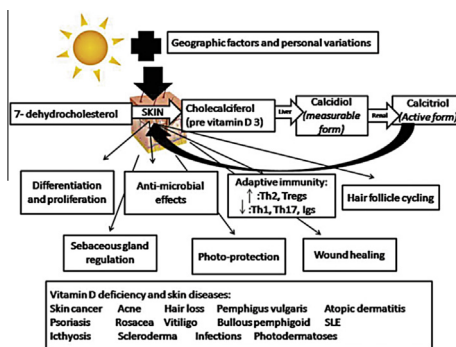 Geographic factors and personal variations
7- dehydrocholesterol
SKIN
Cholecalciferol
(pre vitamin D 3)
Liver
Calcidiol
(measurable
form)
Renal
Calcitriol
(Active form)
Differentiation
and proliferation
Anti-microbial
effects
Adaptive immunity:
↑ :Th2, Tregs
↓ :Th1, Th17, Igs
Hair follicle cycling
Sebaceous gland
regulation
Photo-protection
Wound healing
Vitamin D deficiency and skin diseases:
Skin cancer Acne Hair loss Pemphigus vulgaris Atopic dermatitis
Psoriasis Rosacea Vitiligo Bullous pemphigoid SLE
Icthyosis Scleroderma Infections Photodermatoses